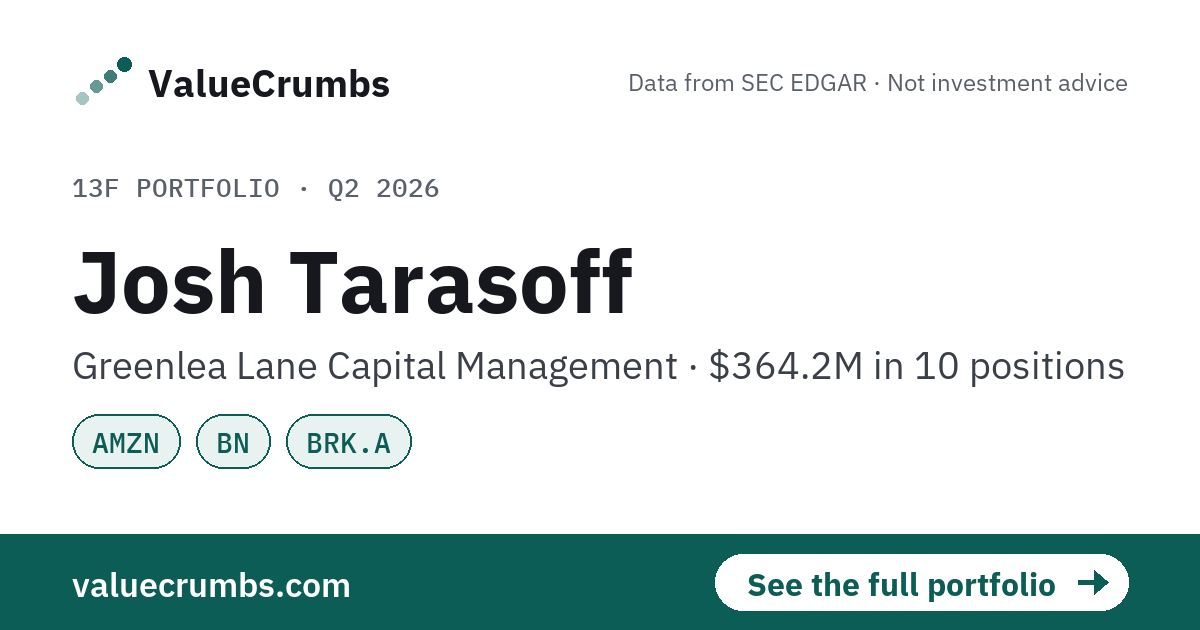 ValueCrumbs
Data from SEC EDGAR · Not investment advice
13F PORTFOLIO · Q2 2026
Josh Tarasoff
Greenlea Lane Capital Management · $364.2M in 10 positions
AMZN BN BRK.A
valuecrumbs.com
See the full portfolio →